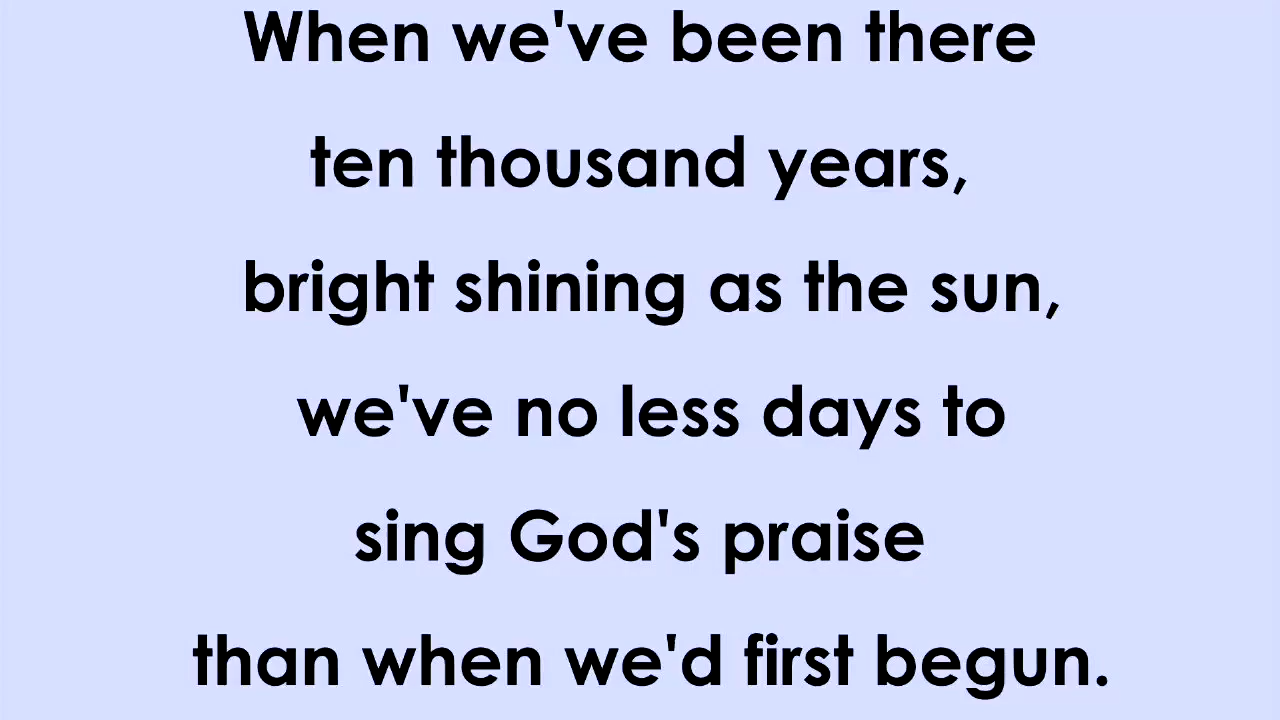 When we've been there
ten thousand years,
bright shining as the sun,
we've no less days to
sing God's praise
than when we'd first begun.